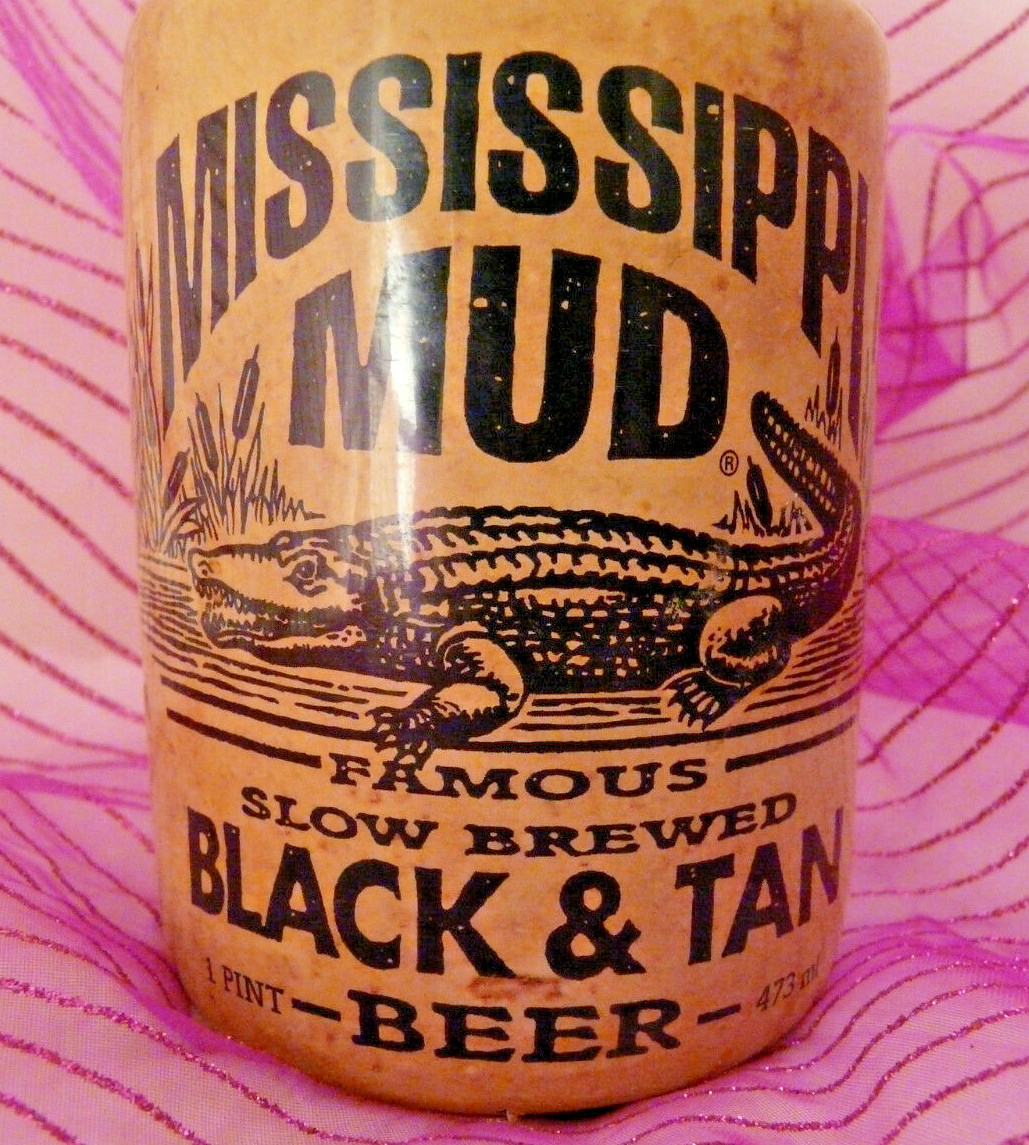 MISSISSIPPI
MUD®
FAMOUS
SLOW BREWED
BLACK & TAN
1 PINT – BEER – 473 ml